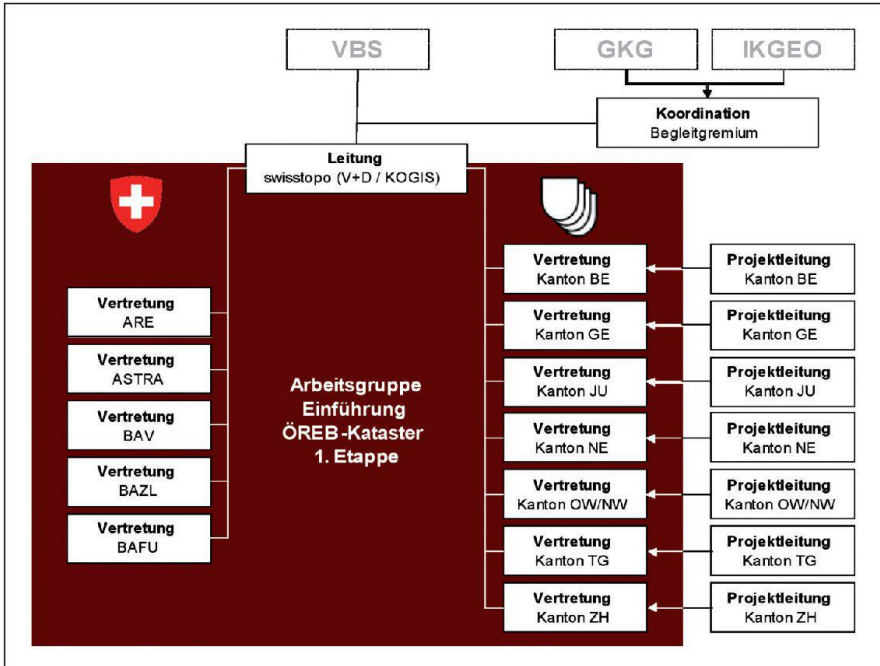 VBS
GKG
IKGEO
Koordination
Begleitgremium
Leitung
swisstopo (V+D / KOGIS)
Vertretung
ARE
Vertretung
ASTRA
Vertretung
BAV
Vertretung
BAZL
Vertretung
BAFU
Arbeitsgruppe
Einführung
ÖREB-Kataster
1. Etappe
Vertretung
Kanton BE
Projektleitung
Kanton BE
Vertretung
Kanton GE
Projektleitung
Kanton GE
Vertretung
Kanton JU
Projektleitung
Kanton JU
Vertretung
Kanton NE
Projektleitung
Kanton NE
Vertretung
Kanton OW/NW
Projektleitung
Kanton OW/NW
Vertretung
Kanton TG
Projektleitung
Kanton TG
Vertretung
Kanton ZH
Projektleitung
Kanton ZH